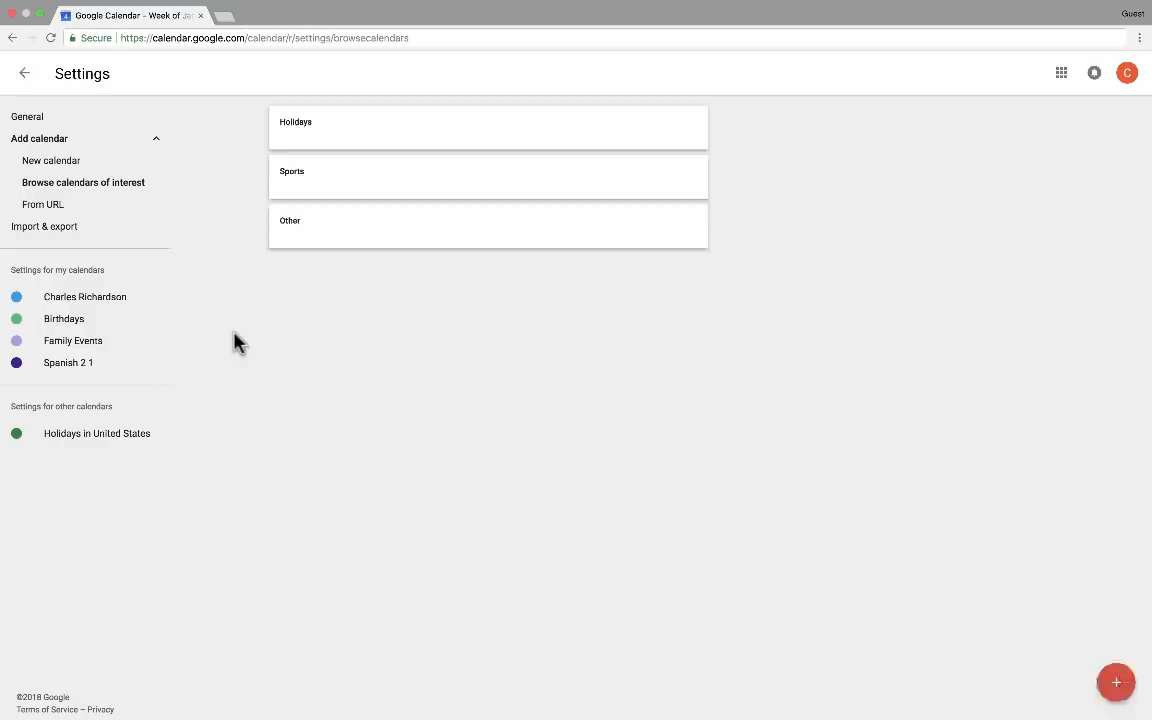 Google Calendar - Week of Ja
Guest
Secure
https://calendar.google.com/calendar/r/settings/browsecalendars
Settings
C
General
Add calendar
New calendar
Browse calendars of interest
From URL
Import & export
Settings for my calendars
Charles Richardson
Birthdays
Family Events
Spanish 2 1
Settings for other calendars
Holidays in United States
Holidays
Sports
Other
©2018 Google
Terms of Service – Privacy